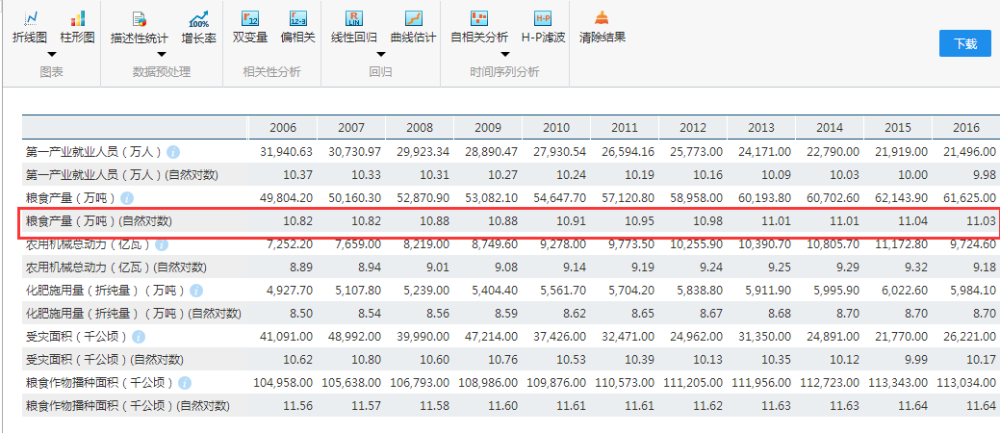 r12 r12-3 R LIN H-P
100%
折线图 柱形图 描述性统计 增长率 双变量 偏相关 线性回归 曲线估计 自相关分析 H-P滤波 清除结果 下载
图表 数据预处理 相关性分析 回归 时间序列分析
2006 2007 2008 2009 2010 2011 2012 2013 2014 2015 2016
第一产业就业人员（万人） i 31,940.63 30,730.97 29,923.34 28,890.47 27,930.54 26,594.16 25,773.00 24,171.00 22,790.00 21,919.00 21,496.00
第一产业就业人员（万人）(自然对数) 10.37 10.33 10.31 10.27 10.24 10.19 10.16 10.09 10.03 10.00 9.98
粮食产量（万吨） i 49,804.20 50,160.30 52,870.90 53,082.10 54,647.70 57,120.80 58,958.00 60,193.80 60,702.60 62,143.90 61,625.00
粮食产量（万吨）(自然对数) 10.82 10.82 10.88 10.88 10.91 10.95 10.98 11.01 11.01 11.04 11.03
农用机械总动力（亿瓦） i 7,252.20 7,659.00 8,219.00 8,749.60 9,278.00 9,773.50 10,255.90 10,390.70 10,805.70 11,172.80 9,724.60
农用机械总动力（亿瓦）(自然对数) 8.89 8.94 9.01 9.08 9.14 9.19 9.24 9.25 9.29 9.32 9.18
化肥施用量（折纯量）（万吨） i 4,927.70 5,107.80 5,239.00 5,404.40 5,561.70 5,704.20 5,838.80 5,911.90 5,995.90 6,022.60 5,984.10
化肥施用量（折纯量）（万吨）(自然对数) 8.50 8.54 8.56 8.59 8.62 8.65 8.67 8.68 8.70 8.70 8.70
受灾面积（千公顷） i 41,091.00 48,992.00 39,990.00 47,214.00 37,426.00 32,471.00 24,962.00 31,350.00 24,891.00 21,770.00 26,221.00
受灾面积（千公顷）(自然对数) 10.62 10.80 10.60 10.76 10.53 10.39 10.13 10.35 10.12 9.99 10.17
粮食作物播种面积（千公顷） i 104,958.00 105,638.00 106,793.00 108,986.00 109,876.00 110,573.00 111,205.00 111,956.00 112,723.00 113,343.00 113,034.00
粮食作物播种面积（千公顷）(自然对数) 11.56 11.57 11.58 11.60 11.61 11.61 11.62 11.63 11.63 11.64 11.64